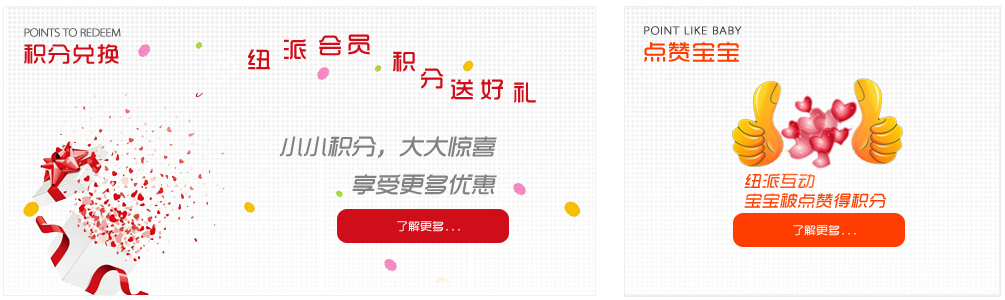 POINTS TO REDEEM
积分兑换
纽派会员积分送好礼
小小积分，大大惊喜
享受更多优惠
了解更多...
POINT LIKE BABY
点赞宝宝
纽派互动
宝宝被点赞得积分
了解更多...